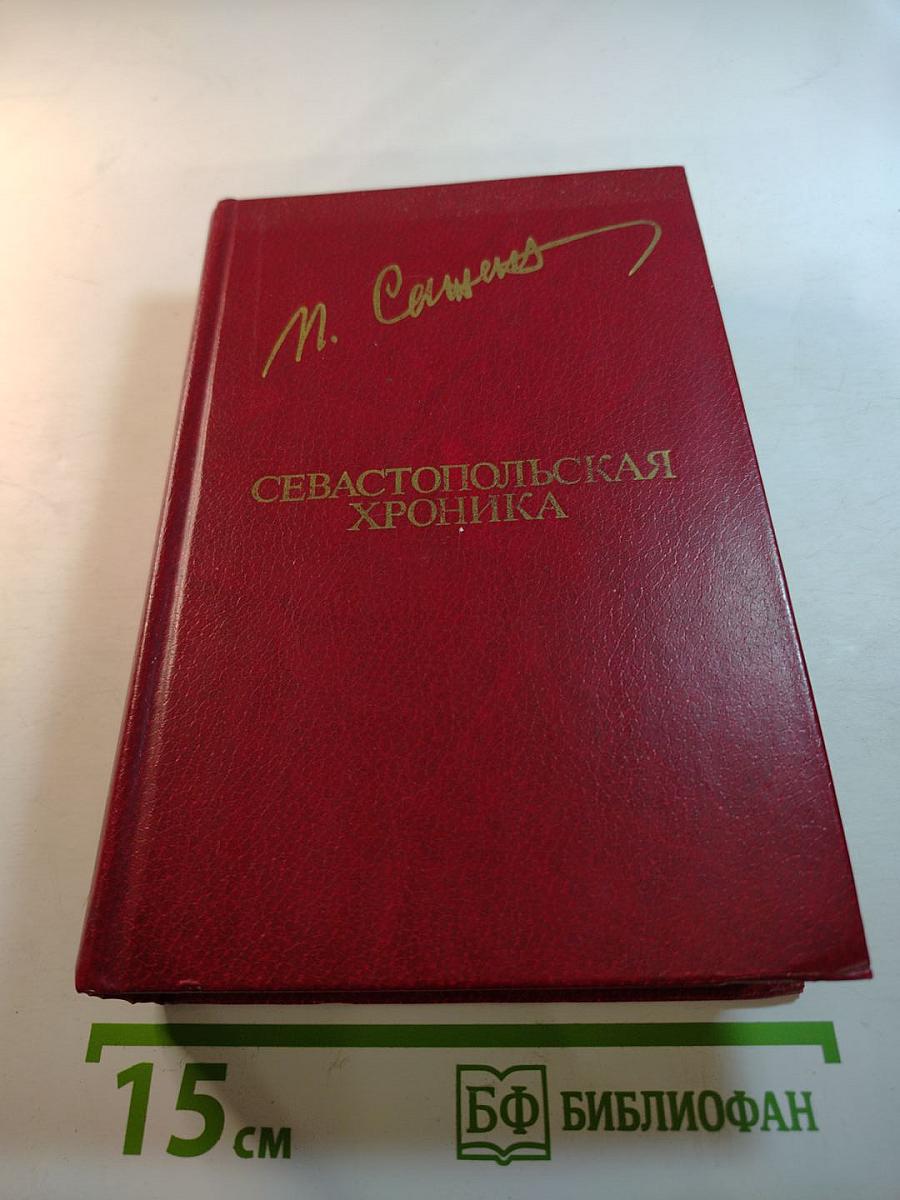 П. Сажин
СЕВАСТОПОЛЬСКАЯ
ХРОНИКА
15 см
БФ БИБЛИОФАН